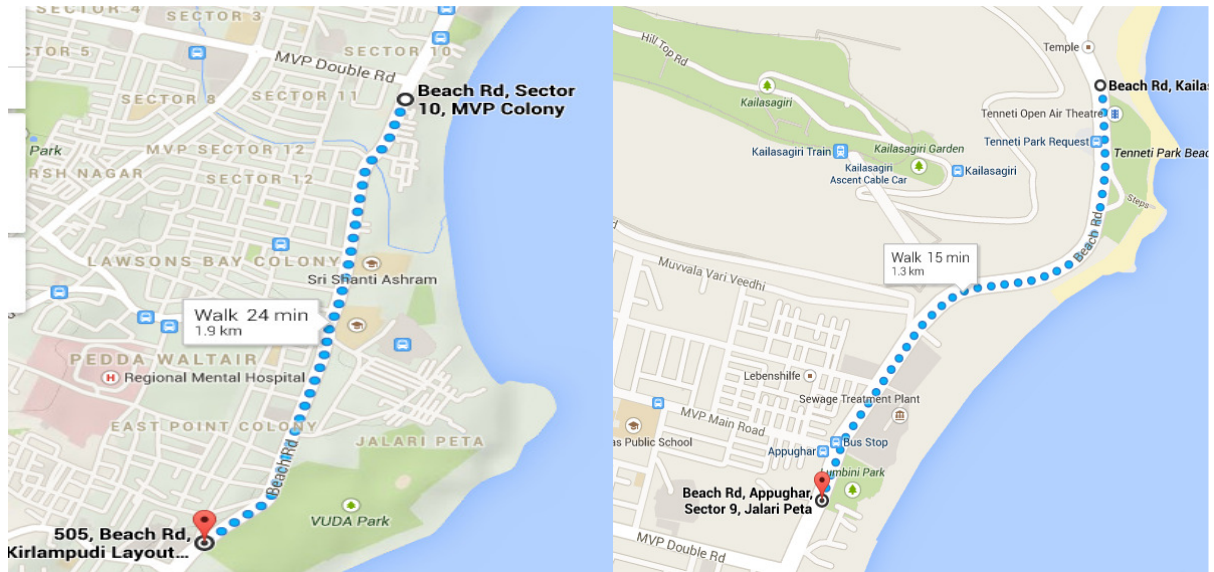 SECTOR 4
SECTOR 3
SECTOR 10
SECTOR 5
MVP Double Rd
Beach Rd, Sector
10, MVP Colony
SECTOR 8
SECTOR 11
Park
MVP SECTOR 12
RSH NAGAR
SECTOR 12
LAWSONS BAY COLONY
Sri Shanti Ashram
Walk 24 min
1.9 km
PEDDA WALTAIR
H
Regional Mental Hospital
EAST POINT COLONY
JALARI PETA
Beach Rd
VUDA Park
505, Beach Rd,
Kirlampudi Layout...
Hill Top Rd
Temple
Beach Rd, Kailas
Kailasagiri
Tenneti Open Air Theatre
Kailasagiri Garden
Tenneti Park Request
Kailasagiri Train
Tenneti Park Beac
Kailasagiri
Ascent Cable Car
Kailasagiri
Steps
Beach Rd
Walk 15 min
1.3 km
Muvvala Vari Veedhi
Lebenshilfe
Sewage Treatment Plant
MVP Main Road
as Public School
Bus Stop
Appughar
Lumbini Park
Beach Rd, Appughar,
Sector 9, Jalari Peta
MVP Double Rd